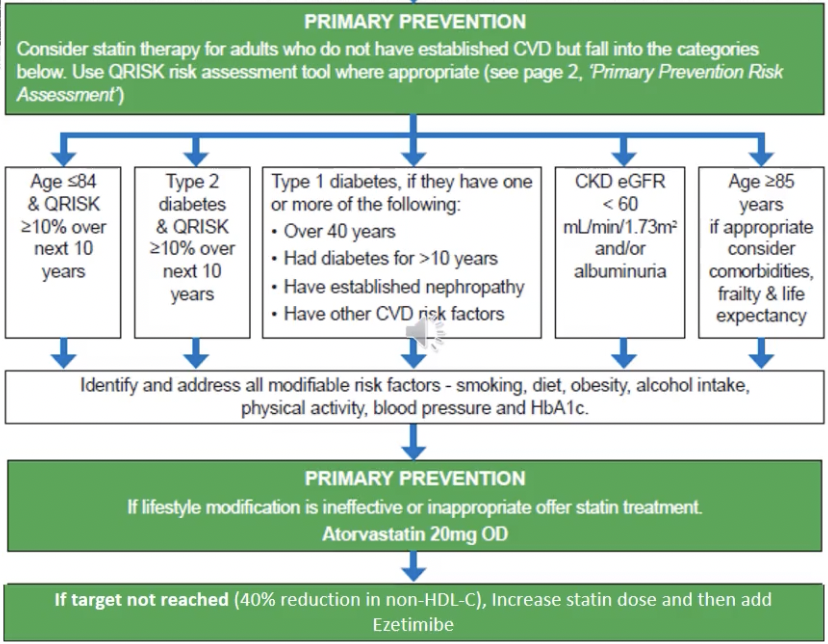 PRIMARY PREVENTION
Consider statin therapy for adults who do not have established CVD but fall into the categories
below. Use QRISK risk assessment tool where appropriate (see page 2, ‘Primary Prevention Risk
Assessment’)
Age ≤84
& QRISK
≥10% over
next 10
years
Type 2
diabetes
& QRISK
≥10% over
next 10
years
Type 1 diabetes, if they have one
or more of the following:
• Over 40 years
• Had diabetes for >10 years
• Have established nephropathy
• Have other CVD risk factors
CKD eGFR
< 60
mL/min/1.73m²
and/or
albuminuria
Age ≥85
years
if appropriate
consider
comorbidities,
frailty & life
expectancy
Identify and address all modifiable risk factors - smoking, diet, obesity, alcohol intake,
physical activity, blood pressure and HbA1c.
PRIMARY PREVENTION
If lifestyle modification is ineffective or inappropriate offer statin treatment.
Atorvastatin 20mg OD
If target not reached (40% reduction in non-HDL-C), Increase statin dose and then add
Ezetimibe